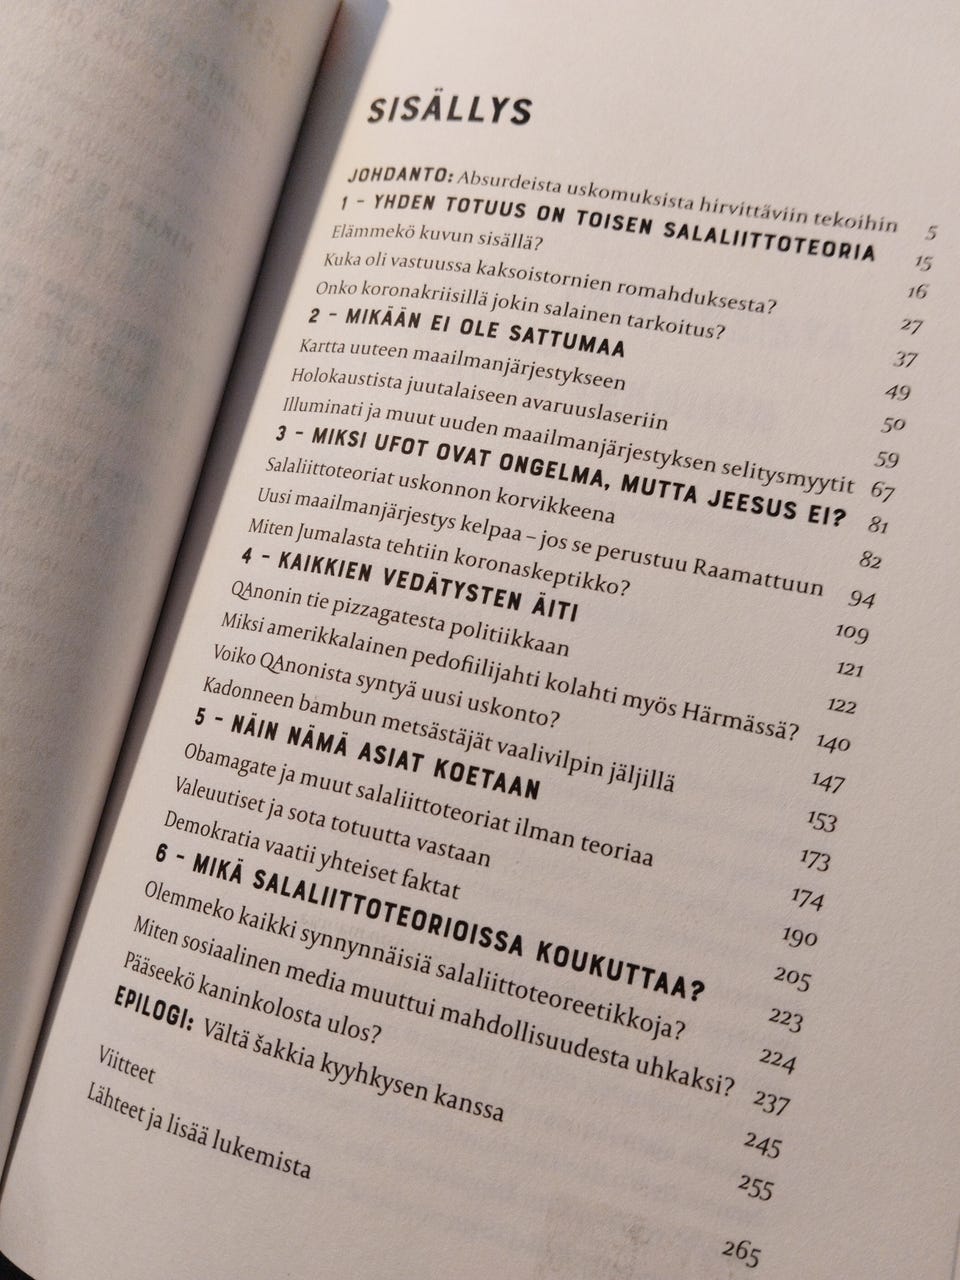 SISÄLLYS
JOHDANTO: Absurdeista uskomuksista hirvittäviin tekoihin 5
1 – YHDEN TOTUUS ON TOISEN SALALIITTOTEORIA 15
Elämmekö kuvun sisällä? 16
Kuka oli vastuussa kaksoistornien romahduksesta? 27
Onko koronakriisillä jokin salainen tarkoitus? 37
2 – MIKÄÄN EI OLE SATTUMAA 49
Kartta uuteen maailmanjärjestykseen 50
Holokaustista juutalaiseen avaruuslaseriin 59
Illuminati ja muut uuden maailmanjärjestyksen selitysmyytit 67
3 – MIKSI UFOT OVAT ONGELMA, MUTTA JEESUS EI? 81
Salaliittoteoriat uskonnon korvikkeena 82
Uusi maailmanjärjestys kelpaa – jos se perustuu Raamattuun 94
Miten Jumalasta tehtiin koronaskeptikko? 109
4 – KAIKKIEN VEDÄTYSTEN ÄITI 121
QAnonin tie pizzagatesta politiikkaan 122
Miksi amerikkalainen pedofiilijahti kolahti myös Härmässä? 140
Voiko QAnonista syntyä uusi uskonto? 147
Kadonneen bambun metsästäjät vaalivilpin jäljillä 153
5 – NÄIN NÄMÄ ASIAT KOETAAN 173
Obamagate ja muut salaliittoteoriat ilman teoriaa 174
Valeuutiset ja sota totuutta vastaan 190
Demokratia vaatii yhteiset faktat 205
6 – MIKÄ SALALIITTOTEORIOISSA KOUKUTTAA? 223
Olemmeko kaikki synnynnäisiä salaliittoteoreetikkoja? 224
Miten sosiaalinen media muuttui mahdollisuudesta uhkaksi? 237
Pääseekö kaninkolosta ulos? 245
EPILOGI: Vältä šakkia kyyhkysen kanssa 255
Viitteet 265
Lähteet ja lisää lukemista